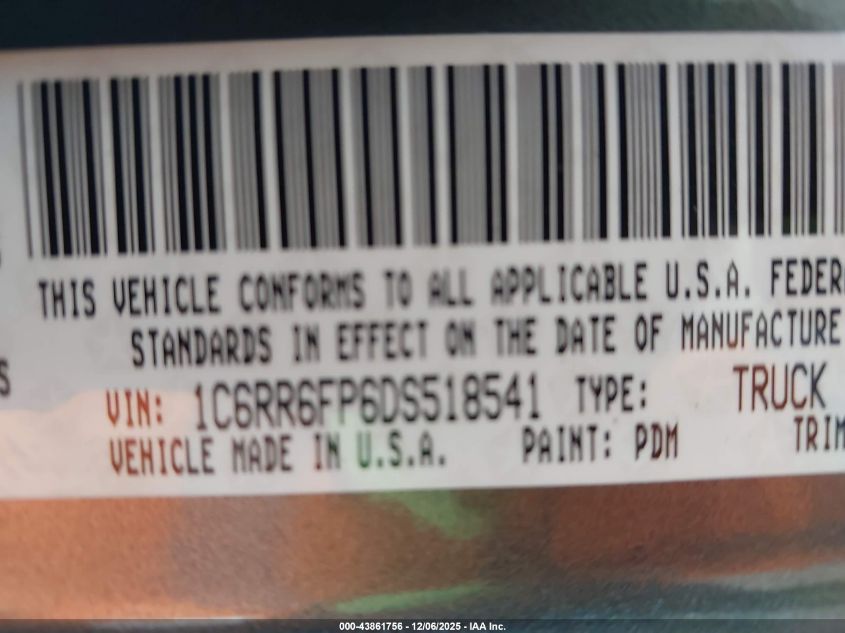 THIS VEHICLE CONFORMS TO ALL APPLICABLE U.S.A. FEDER
STANDARDS IN EFFECT ON THE DATE OF MANUFACTURE
S
VIN: 1C6RR6FP6DS518541 TYPE: TRUCK
VEHICLE MADE IN U.S.A. PAINT: PDM TRIM
000-43861756 - 12/06/2025 - IAA Inc.